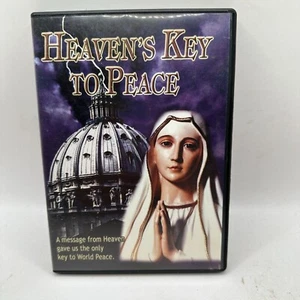 HEAVEN'S KEY
TO PEACE
A message from Heaven
gave us the only
key to World Peace.